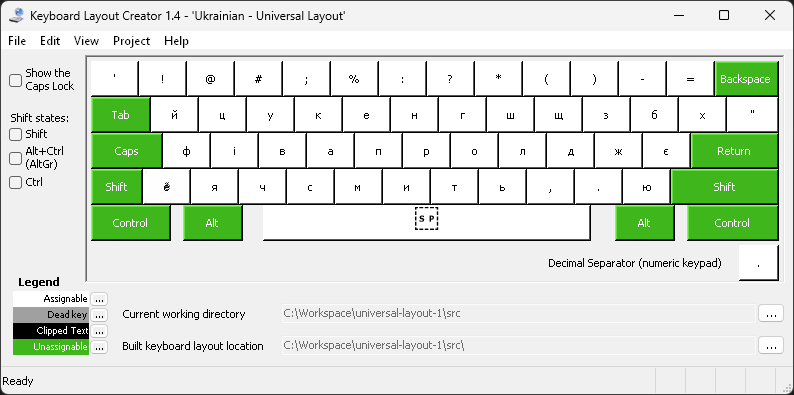 Keyboard Layout Creator 1.4 - 'Ukrainian - Universal Layout'
File Edit View Project Help
Show the
Caps Lock
Shift states:
Shift
Alt+Ctrl
(AltGr)
Ctrl
' ! @ # ; % : ? * ( ) - = Backspace
Tab й ц у к е н г ш щ з б х "
Caps ф і в а п р о л д ж є Return
Shift ё я ч с м и т ь , . ю Shift
Control Alt SP Alt Control
Decimal Separator (numeric keypad) .
Legend
Assignable ...
Dead key ...
Clipped Text ...
Unassignable ...
Current working directory C:\Workspace\universal-layout-1\src ...
Built keyboard layout location C:\Workspace\universal-layout-1\src\ ...
Ready